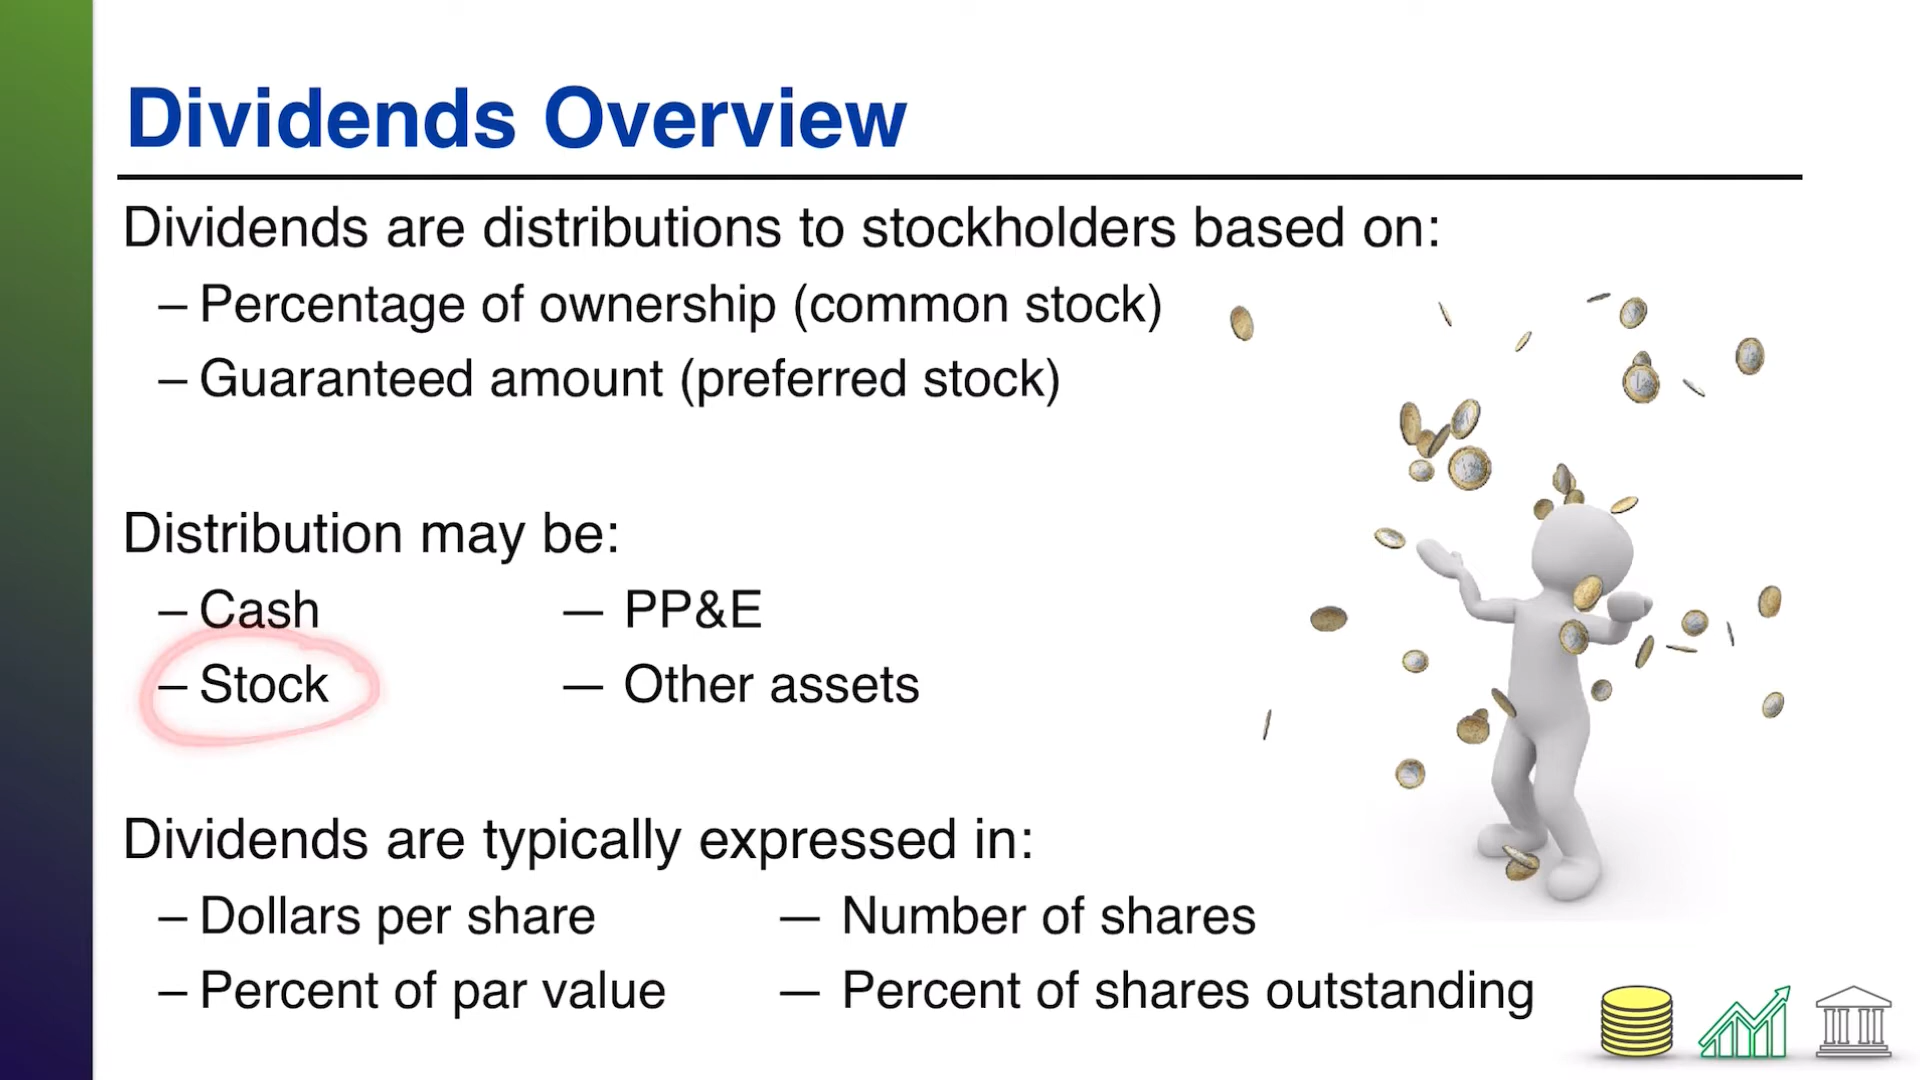 Dividends Overview
Dividends are distributions to stockholders based on:
– Percentage of ownership (common stock)
– Guaranteed amount (preferred stock)
Distribution may be:
– Cash — PP&E
– Stock — Other assets
Dividends are typically expressed in:
– Dollars per share — Number of shares
– Percent of par value — Percent of shares outstanding